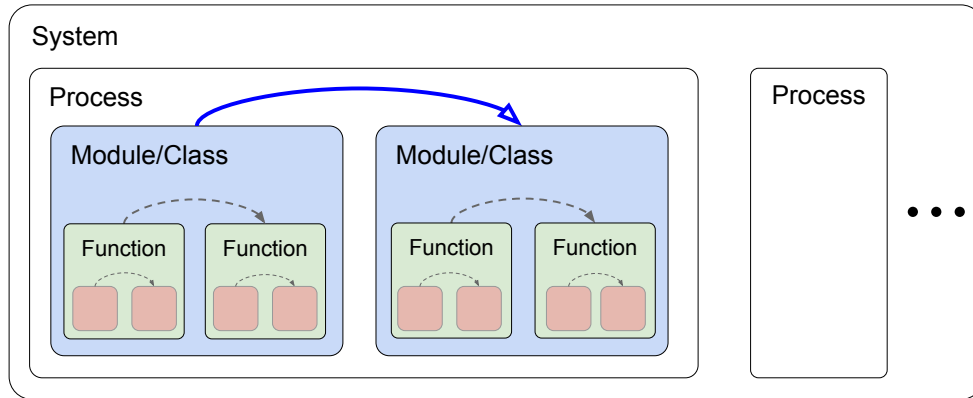 System
Process
Process
Module/Class
Module/Class
Function
Function
Function
Function